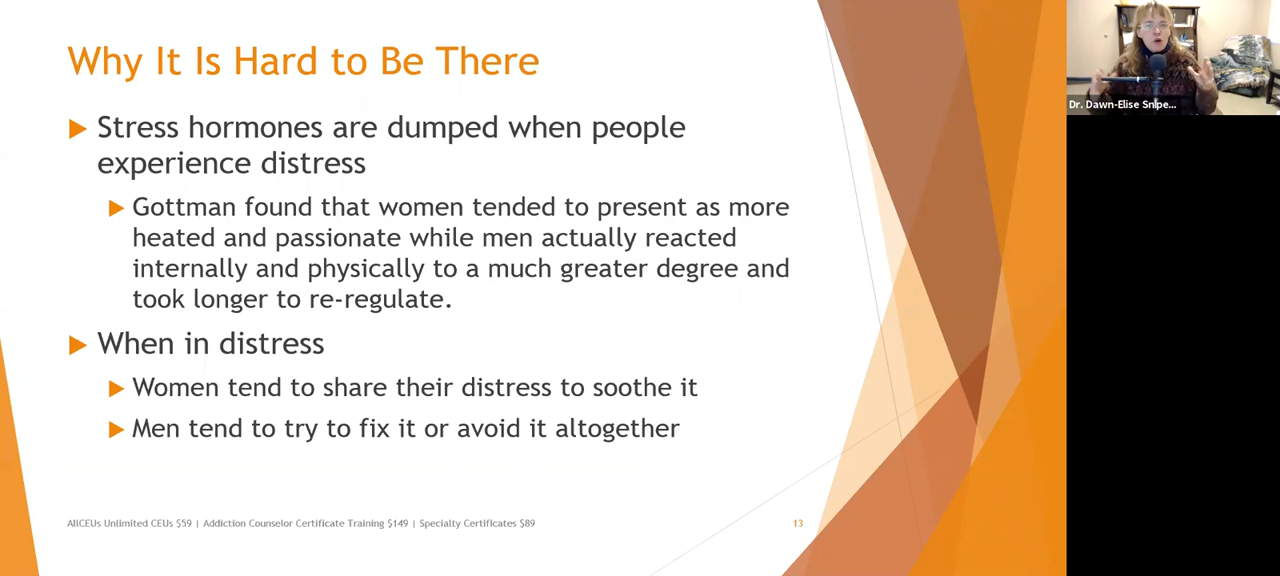 Why It Is Hard to Be There
Stress hormones are dumped when people
experience distress
Gottman found that women tended to present as more
heated and passionate while men actually reacted
internally and physically to a much greater degree and
took longer to re-regulate.
When in distress
Women tend to share their distress to soothe it
Men tend to try to fix it or avoid it altogether
AllCEUs Unlimited CEUs $59 | Addiction Counselor Certificate Training $149 | Specialty Certificates $89
13
Dr. Dawn-Elise Snipe...